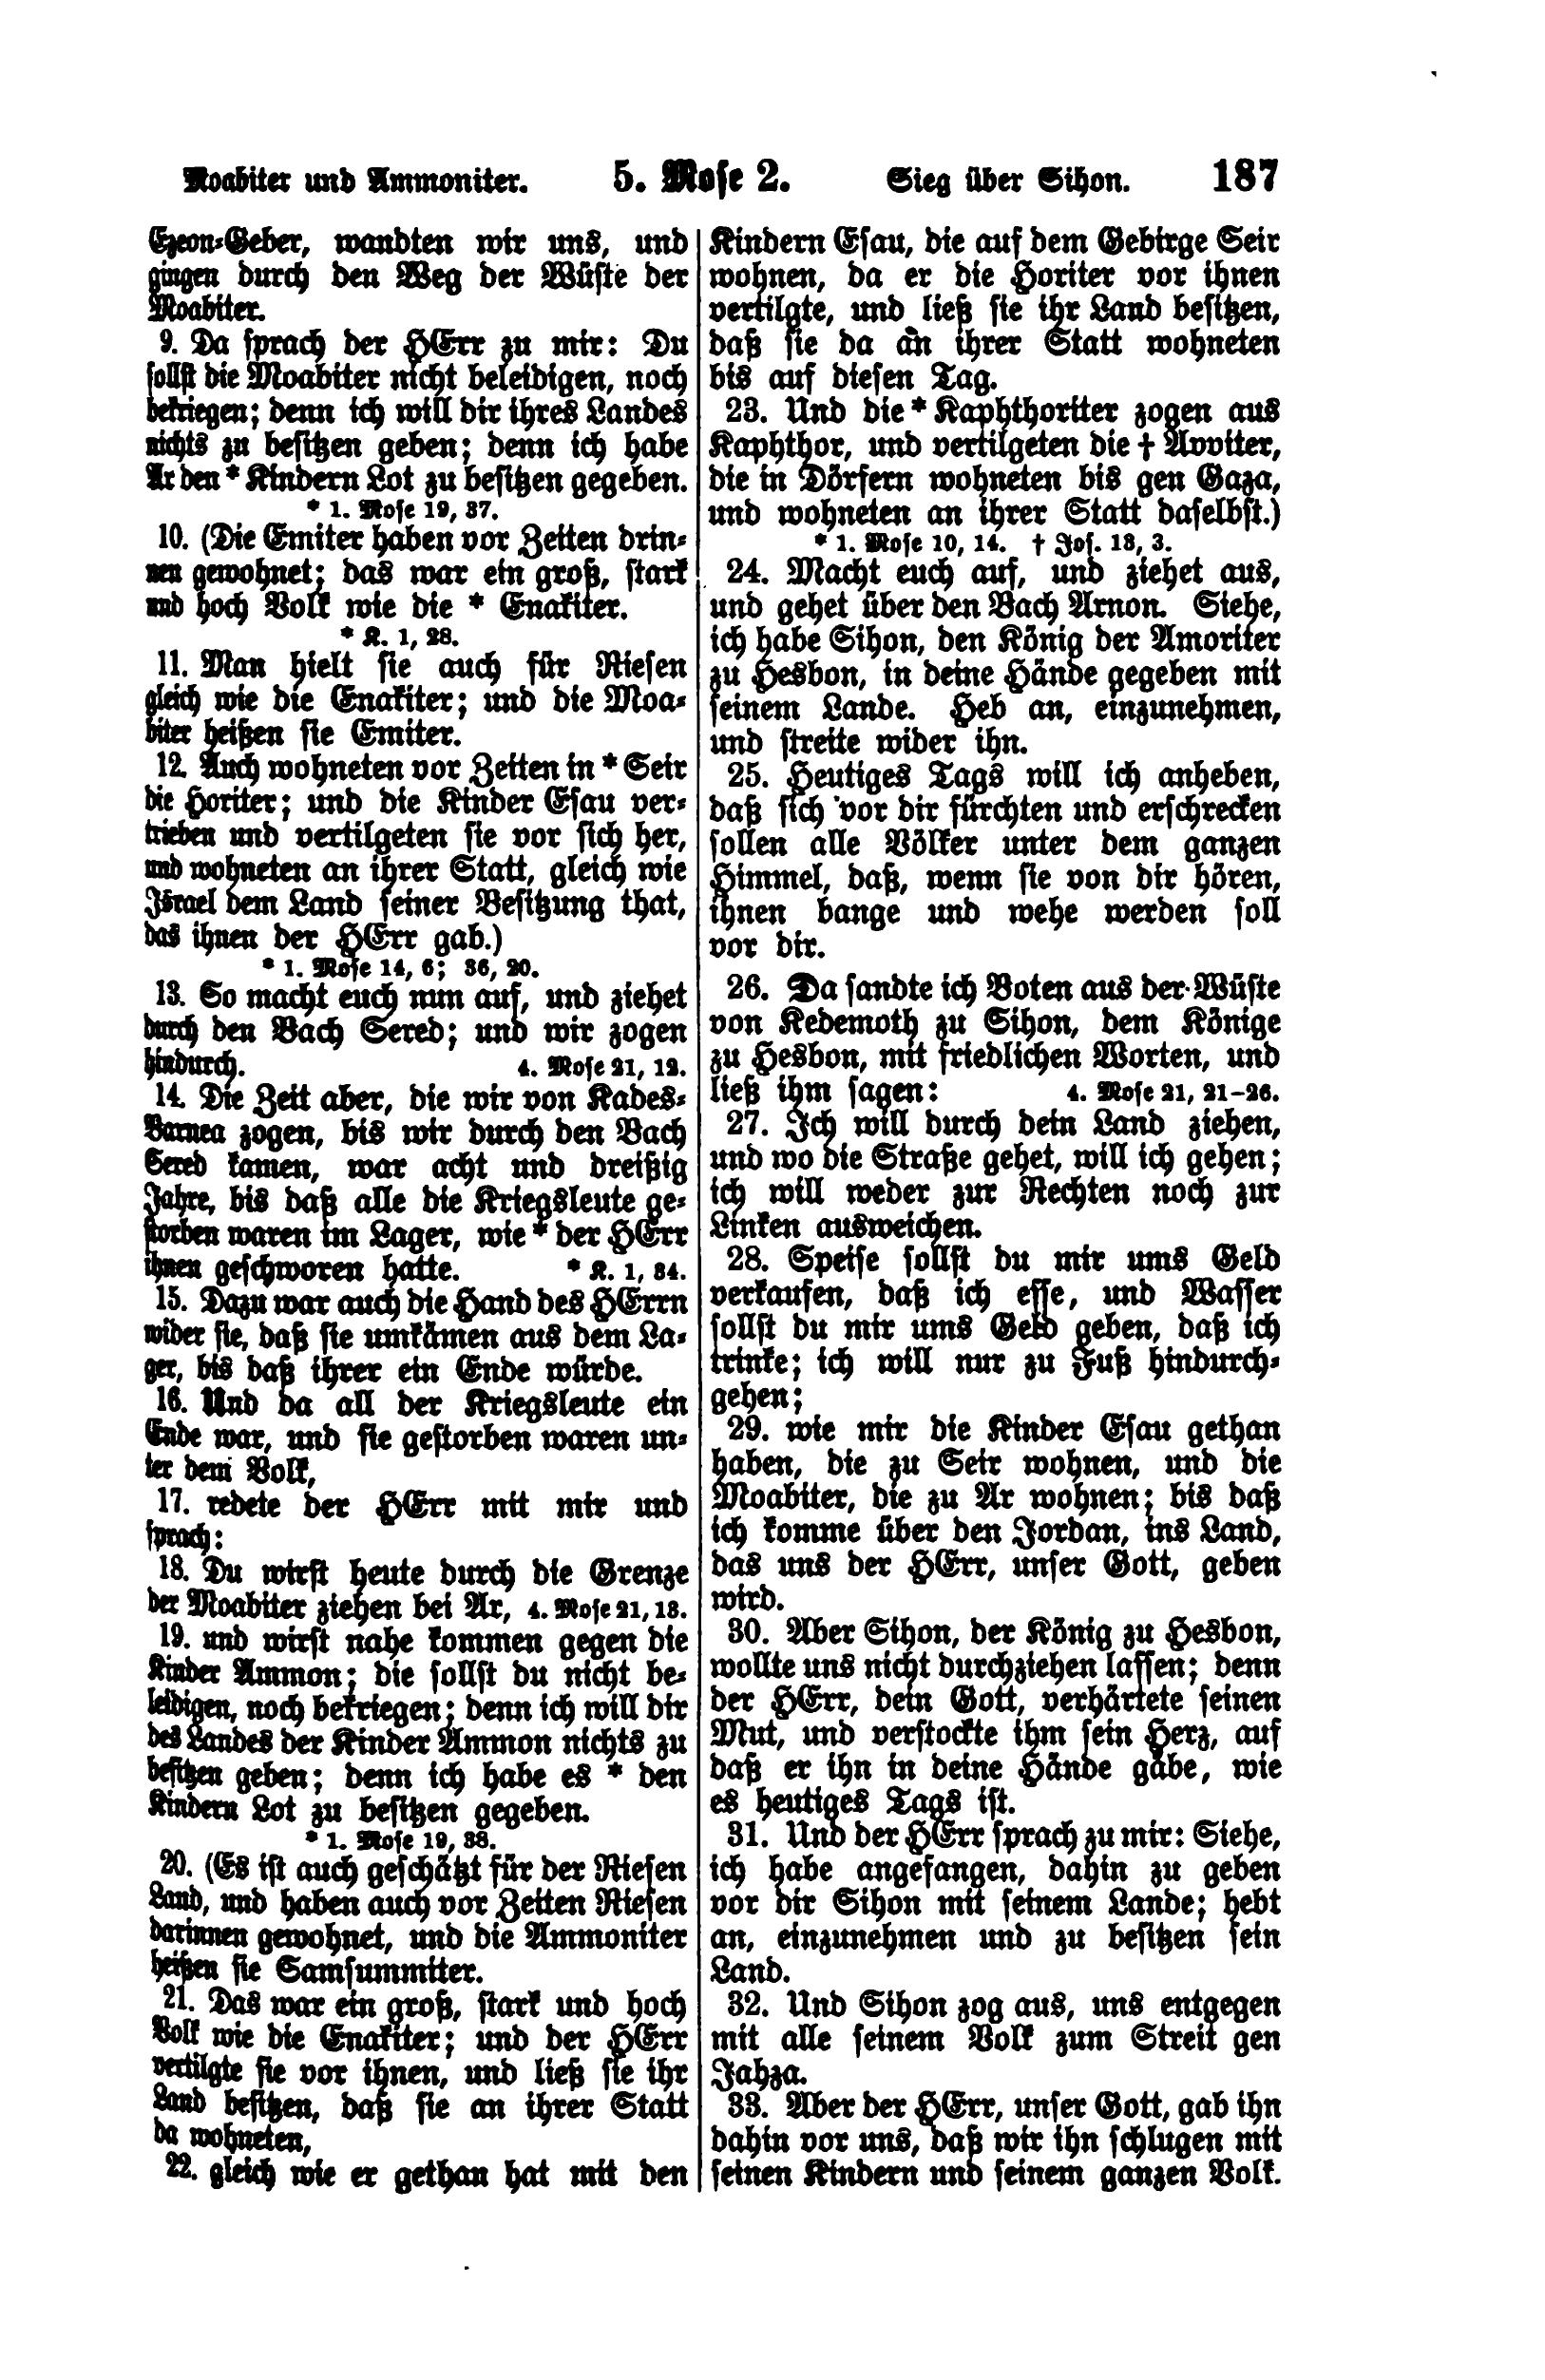 Moabiter und Ammoniter. 5. Mose 2. Sieg über Sihon. 187
Ezeon-Geber, wandten wir uns, und
gingen durch den Weg der Wüste der
Moabiter.
9. Da sprach der HErr zu mir: Du
sollst die Moabiter nicht beleidigen, noch
bekriegen; denn ich will dir ihres Landes
nichts zu besitzen geben; denn ich habe
Ar den * Kindern Lot zu besitzen gegeben.
* 1. Mose 19, 37.
10. (Die Emiter haben vor Zeiten drin-
nen gewohnet; das war ein groß, stark
und hoch Volk wie die * Enakiter.
* K. 1, 28.
11. Man hielt sie auch für Riesen
gleich wie die Enakiter; und die Moa-
biter heißen sie Emiter.
12. Auch wohneten vor Zeiten in * Seir
die Horiter; und die Kinder Esau ver-
trieben und vertilgeten sie vor sich her,
und wohneten an ihrer Statt, gleich wie
Israel dem Land seiner Besitzung that,
das ihnen der HErr gab.)
* 1. Mose 14, 6; 36, 20.
13. So macht euch nun auf, und ziehet
durch den Bach Sered; und wir zogen
hindurch. 4. Mose 21, 12.
14. Die Zeit aber, die wir von Kades-
Barnea zogen, bis wir durch den Bach
Sered kamen, war acht und dreißig
Jahre, bis daß alle die Kriegsleute ge-
storben waren im Lager, wie * der HErr
ihnen geschworen hatte. * K. 1, 34.
15. Dazu war auch die Hand des HErrn
wider sie, daß sie umkämen aus dem La-
ger, bis daß ihrer ein Ende würde.
16. Und da all der Kriegsleute ein
Ende war, und sie gestorben waren un-
ter dem Volk,
17. redete der HErr mit mir und
sprach:
18. Du wirst heute durch die Grenze
der Moabiter ziehen bei Ar, 4. Mose 21, 13.
19. und wirst nahe kommen gegen die
Kinder Ammon; die sollst du nicht be-
leidigen, noch bekriegen; denn ich will dir
des Landes der Kinder Ammon nichts zu
besitzen geben; denn ich habe es * den
Kindern Lot zu besitzen gegeben.
* 1. Mose 19, 38.
20. (Es ist auch geschätzt für der Riesen
Land, und haben auch vor Zeiten Riesen
darinnen gewohnet, und die Ammoniter
heißen sie Samsummiter.
21. Das war ein groß, stark und hoch
Volk wie die Enakiter; und der HErr
vertilgte sie vor ihnen, und ließ sie ihr
Land besitzen, daß sie an ihrer Statt
da wohneten,
22. gleich wie er gethan hat mit den
Kindern Esau, die auf dem Gebirge Seir
wohnen, da er die Horiter vor ihnen
vertilgte, und ließ sie ihr Land besitzen,
daß sie da an ihrer Statt wohneten
bis auf diesen Tag.
23. Und die * Kaphthoriter zogen aus
Kaphthor, und vertilgeten die † Avviter,
die in Dörfern wohneten bis gen Gaza,
und wohneten an ihrer Statt daselbst.)
* 1. Mose 10, 14. † Jos. 13, 3.
24. Macht euch auf, und ziehet aus,
und gehet über den Bach Arnon. Siehe,
ich habe Sihon, den König der Amoriter
zu Hesbon, in deine Hände gegeben mit
seinem Lande. Heb an, einzunehmen,
und streite wider ihn.
25. Heutiges Tags will ich anheben,
daß sich vor dir fürchten und erschrecken
sollen alle Völker unter dem ganzen
Himmel, daß, wenn sie von dir hören,
ihnen bange und wehe werden soll
vor dir.
26. Da sandte ich Boten aus der Wüste
von Kedemoth zu Sihon, dem Könige
zu Hesbon, mit friedlichen Worten, und
ließ ihm sagen: 4. Mose 21, 21-26.
27. Ich will durch dein Land ziehen,
und wo die Straße gehet, will ich gehen;
ich will weder zur Rechten noch zur
Linken ausweichen.
28. Speise sollst du mir ums Geld
verkaufen, daß ich esse, und Wasser
sollst du mir ums Geld geben, daß ich
trinke; ich will nur zu Fuß hindurch-
gehen;
29. wie mir die Kinder Esau gethan
haben, die zu Seir wohnen, und die
Moabiter, die zu Ar wohnen; bis daß
ich komme über den Jordan, ins Land,
das uns der HErr, unser Gott, geben
wird.
30. Aber Sihon, der König zu Hesbon,
wollte uns nicht durchziehen lassen; denn
der HErr, dein Gott, verhärtete seinen
Mut, und verstockte ihm sein Herz, auf
daß er ihn in deine Hände gäbe, wie
es heutiges Tags ist.
31. Und der HErr sprach zu mir: Siehe,
ich habe angefangen, dahin zu geben
vor dir Sihon mit seinem Lande; hebt
an, einzunehmen und zu besitzen sein
Land.
32. Und Sihon zog aus, uns entgegen
mit alle seinem Volk zum Streit gen
Jahza.
33. Aber der HErr, unser Gott, gab ihn
dahin vor uns, daß wir ihn schlugen mit
seinen Kindern und seinem ganzen Volk.